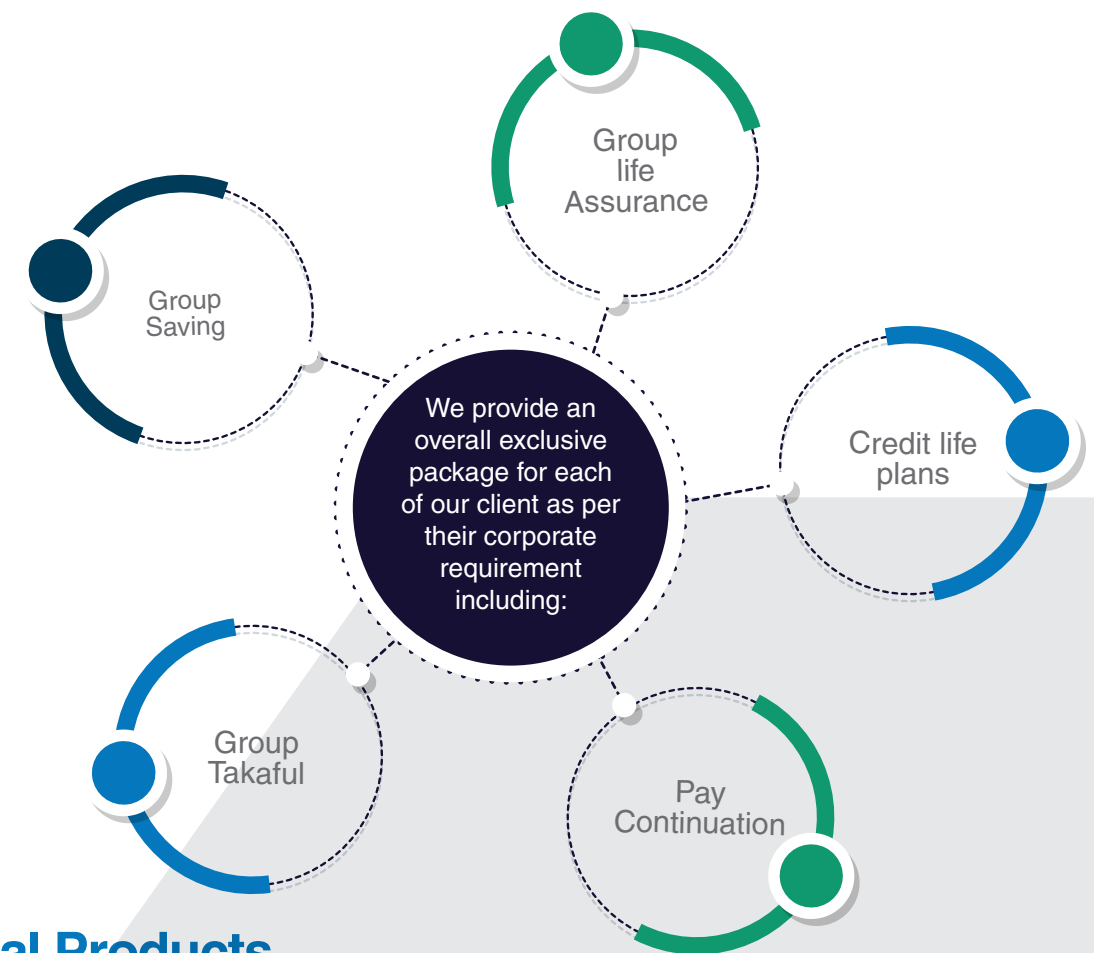 Group
life
Assurance
Group
Saving
We provide an
overall exclusive
package for each
of our client as per
their corporate
requirement
including:
Credit life
plans
Group
Takaful
Pay
Continuation
Products